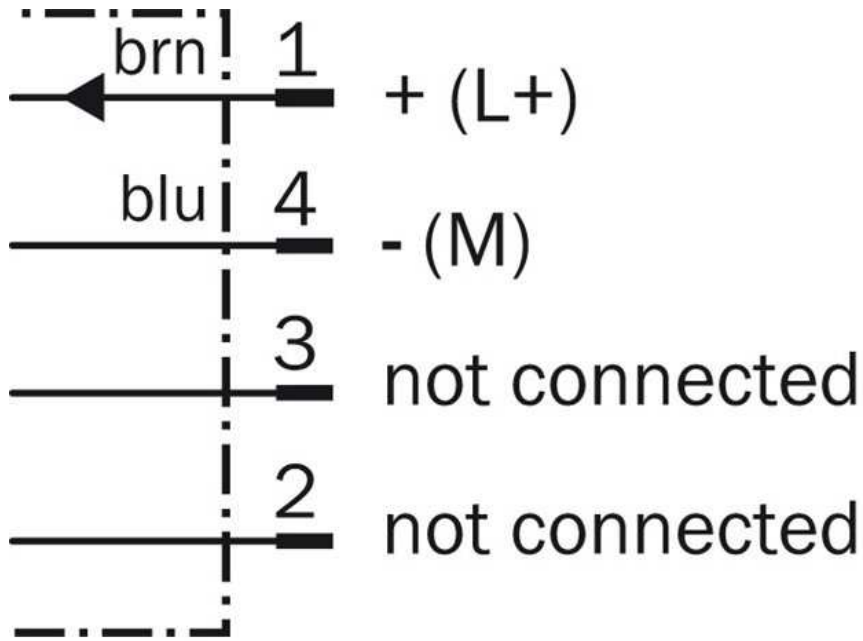 brn 1 + (L+)
blu 4 - (M)
3 not connected
2 not connected